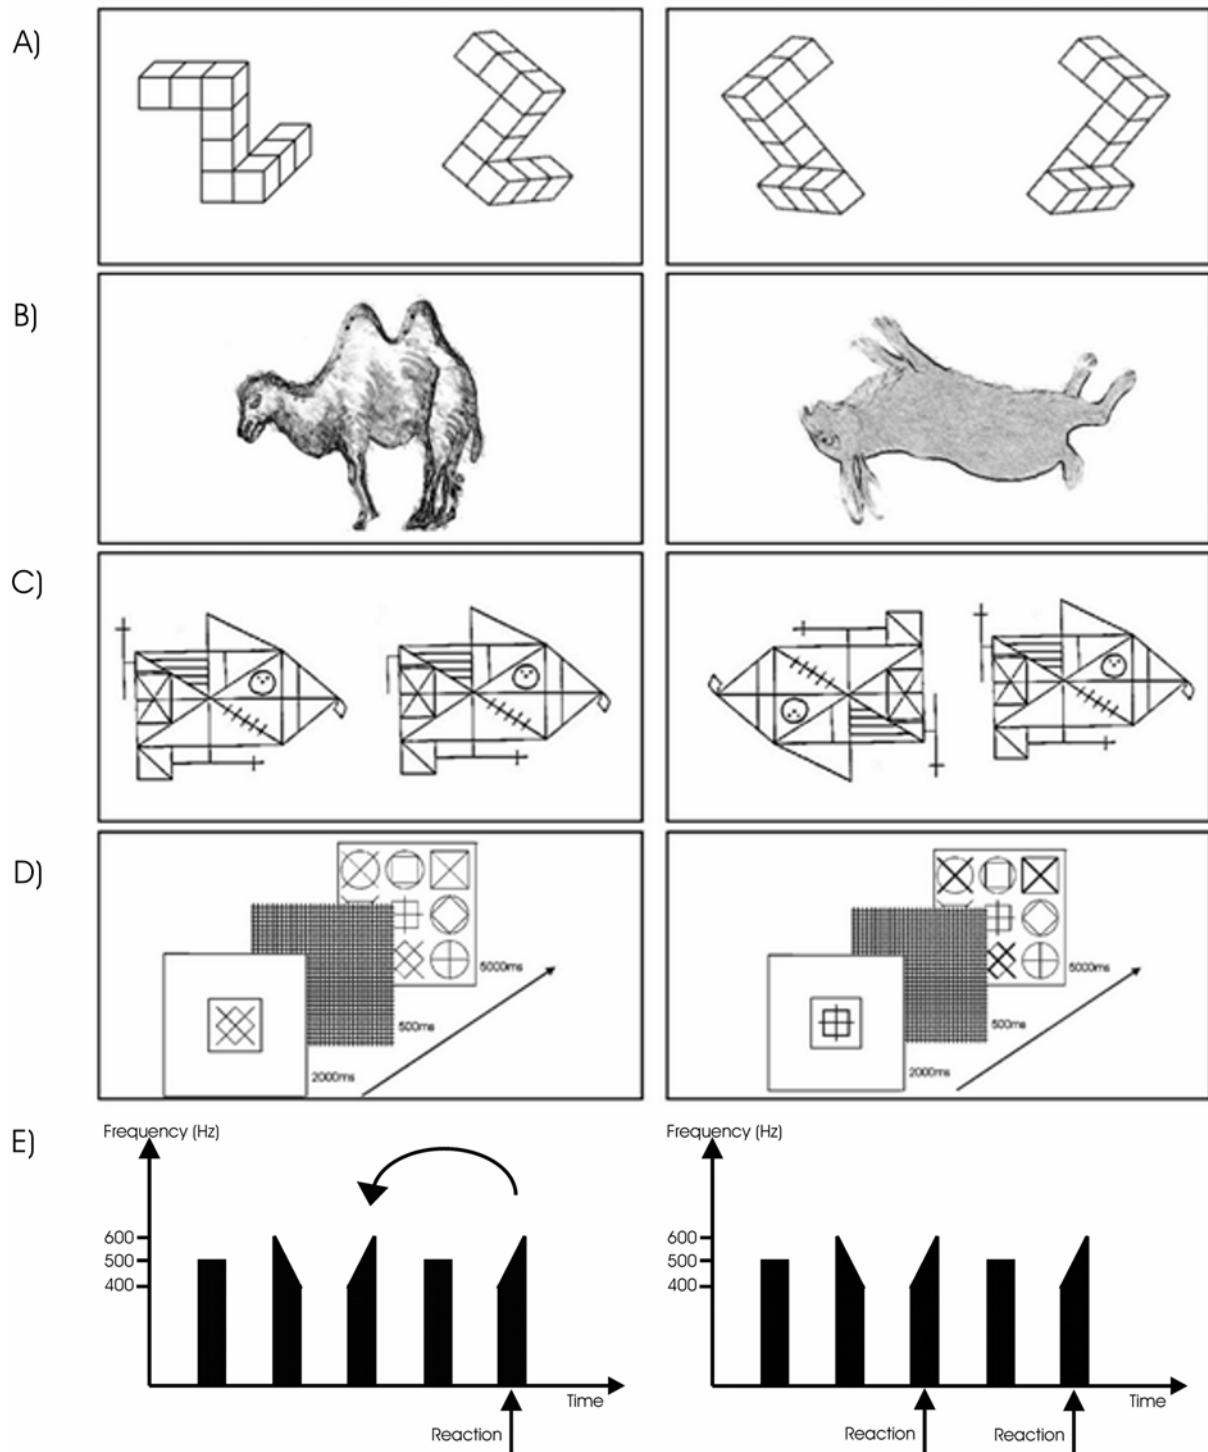 A)
B)
C)
D)
5000ms
500ms
2000ms
5000ms
500ms
2000ms
E)
Frequency (Hz)
600
500
400
Time
Reaction
Frequency (Hz)
600
500
400
Time
Reaction
Reaction